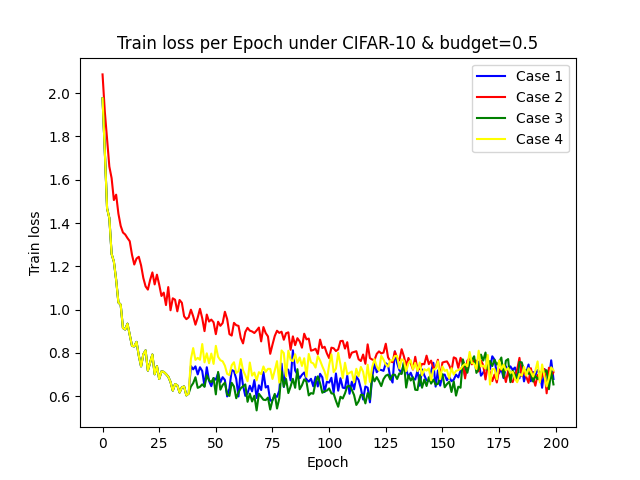 Train loss per Epoch under CIFAR-10 & budget=0.5
Case 1
Case 2
Case 3
Case 4
Train loss
2.0
1.8
1.6
1.4
1.2
1.0
0.8
0.6
0 25 50 75 100 125 150 175 200
Epoch